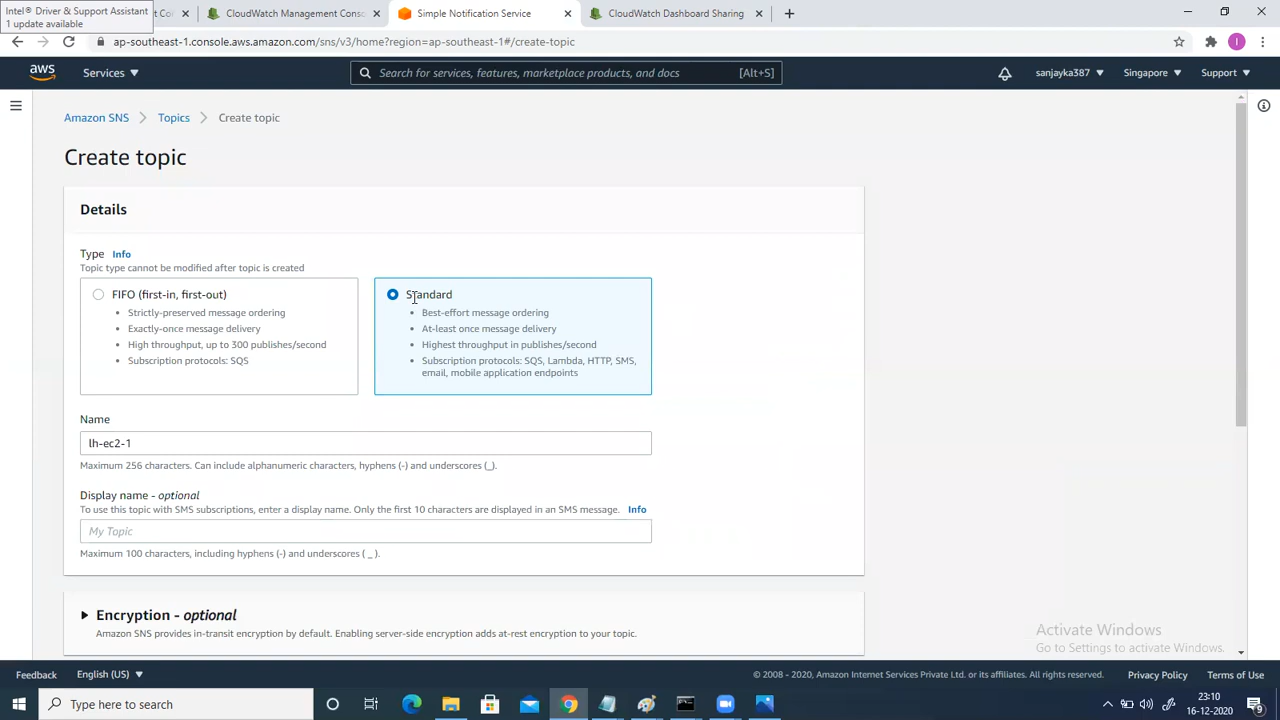 Intel® Driver & Support Assistant
1 update available
t Co
CloudWatch Management Conso
Simple Notification Service
CloudWatch Dashboard Sharing
ap-southeast-1.console.aws.amazon.com/sns/v3/home?region=ap-southeast-1#/create-topic
I
aws
Services
Search for services, features, marketplace products, and docs
[Alt+S]
sanjayka387
Singapore
Support
Amazon SNS
Topics
Create topic
Create topic
Details
Type Info
Topic type cannot be modified after topic is created
FIFO (first-in, first-out)
• Strictly-preserved message ordering
• Exactly-once message delivery
• High throughput, up to 300 publishes/second
• Subscription protocols: SQS
Standard
• Best-effort message ordering
• At-least once message delivery
• Highest throughput in publishes/second
• Subscription protocols: SQS, Lambda, HTTP, SMS,
email, mobile application endpoints
Name
lh-ec2-1
Maximum 256 characters. Can include alphanumeric characters, hyphens (-) and underscores (_).
Display name - optional
To use this topic with SMS subscriptions, enter a display name. Only the first 10 characters are displayed in an SMS message. Info
My Topic
Maximum 100 characters, including hyphens (-) and underscores (_).
Encryption - optional
Amazon SNS provides in-transit encryption by default. Enabling server-side encryption adds at-rest encryption to your topic.
Activate Windows
Go to Settings to activate Windows.
Feedback
English (US)
© 2008 - 2020, Amazon Internet Services Private Ltd. or its affiliates. All rights reserved.
Privacy Policy
Terms of Use
Type here to search
23:10
16-12-2020